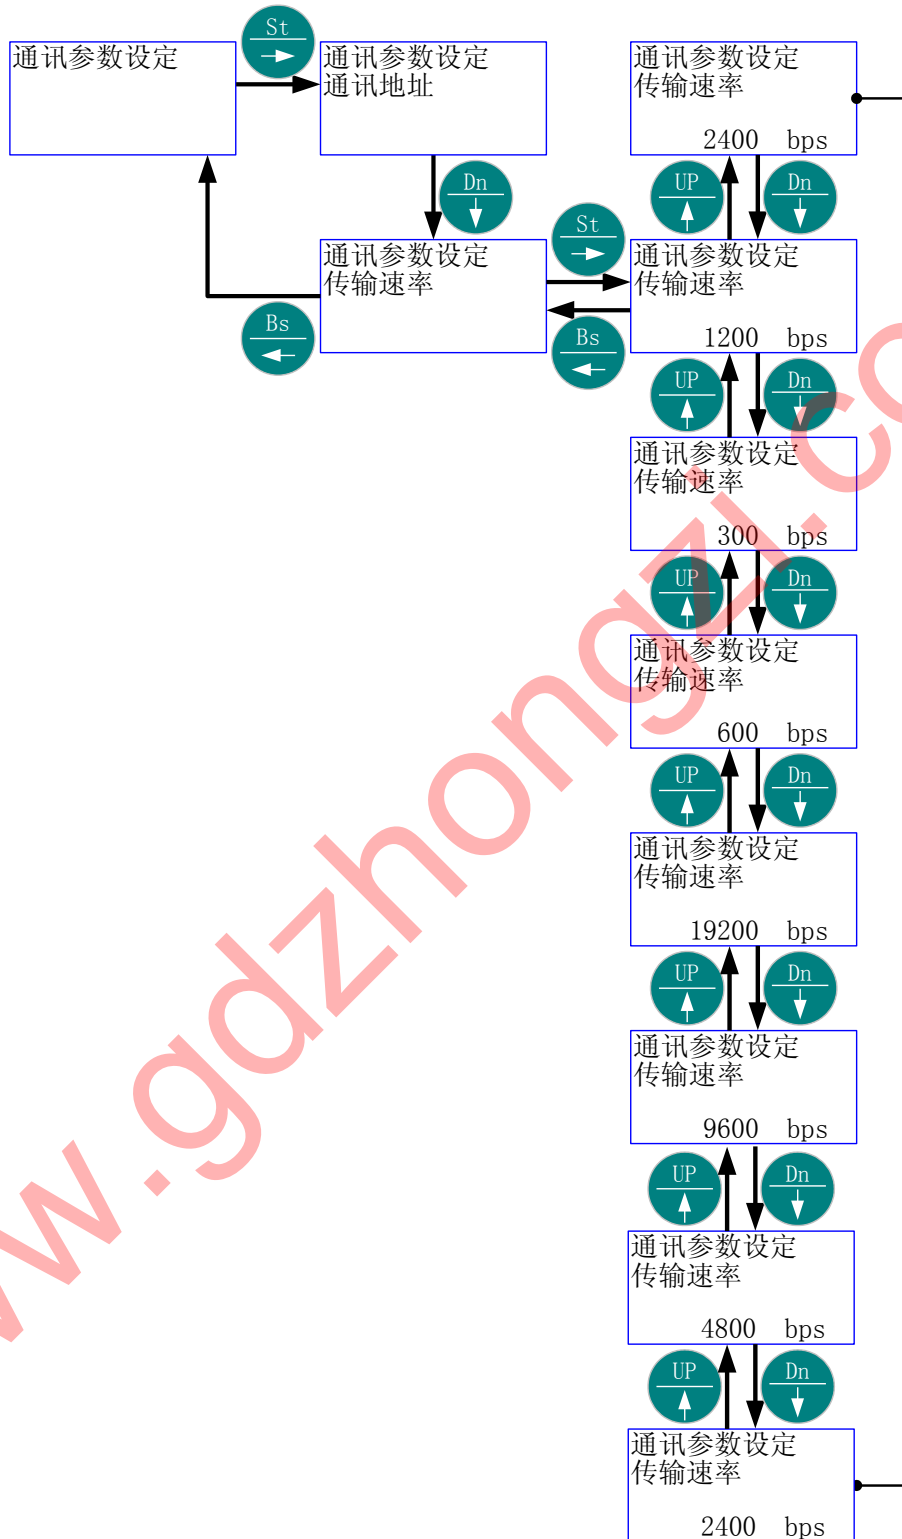 St
通讯参数设定
通讯参数设定
通讯地址
通讯参数设定
传输速率
2400 bps
Dn
UP
Dn
通讯参数设定
传输速率
St
通讯参数设定
传输速率
1200 bps
Bs
Bs
UP
Dn
通讯参数设定
传输速率
300 bps
UP
Dn
通讯参数设定
传输速率
600 bps
UP
Dn
通讯参数设定
传输速率
19200 bps
UP
Dn
通讯参数设定
传输速率
9600 bps
UP
Dn
通讯参数设定
传输速率
4800 bps
UP
Dn
通讯参数设定
传输速率
2400 bps
w.gdzhongzi.co